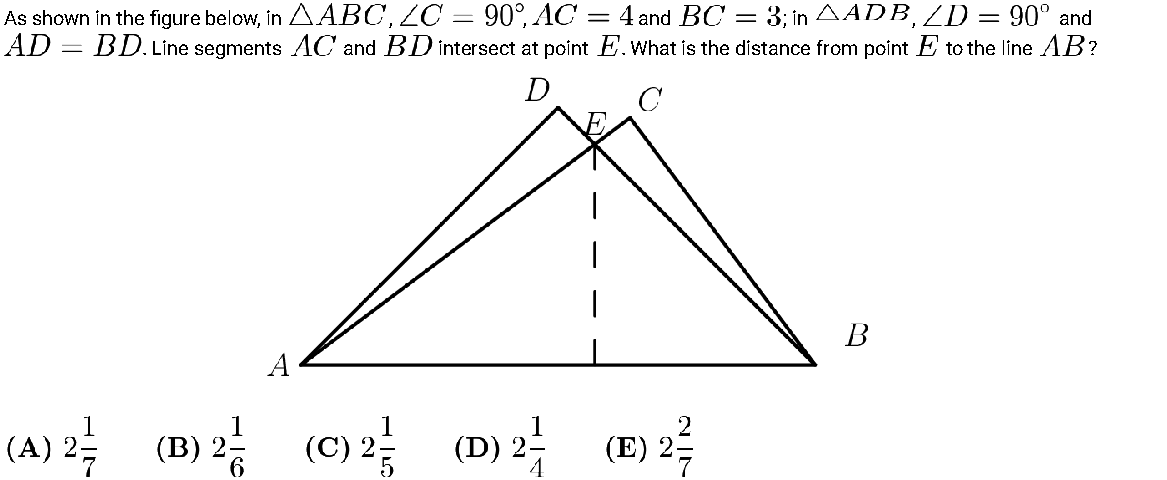 As shown in the figure below, in △ABC, ∠C = 90°, AC = 4 and BC = 3; in △ADB, ∠D = 90° and
AD = BD. Line segments AC and BD intersect at point E. What is the distance from point E to the line AB?
D
C
E
B
A
(A) 2 1/7 (B) 2 1/6 (C) 2 1/5 (D) 2 1/4 (E) 2 2/7